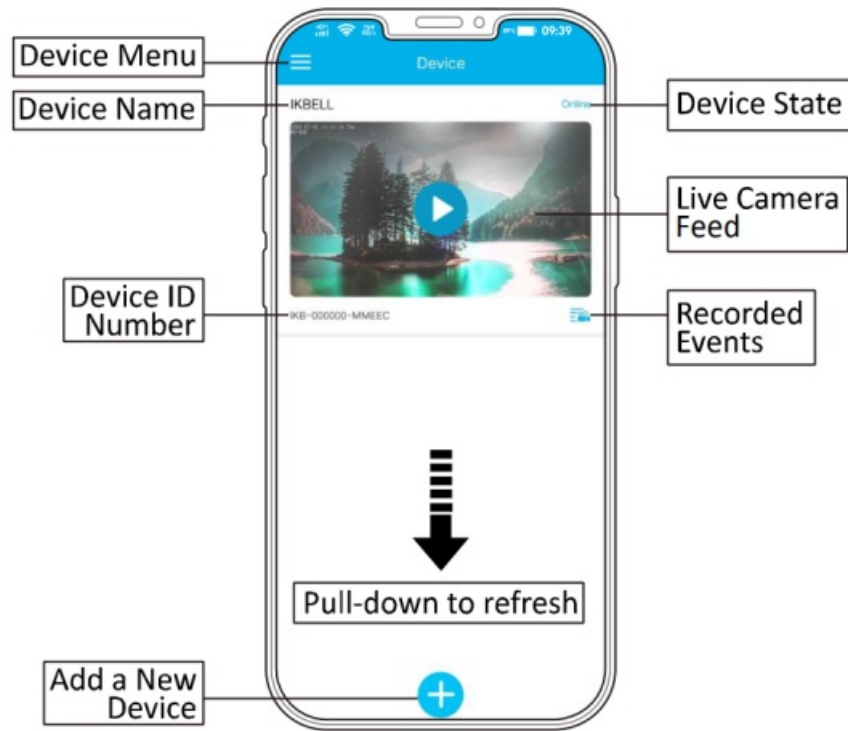 09:39
Device Menu
Device
Device Name
IKBELL
Online
Device State
Live Camera
Feed
Device ID
Number
IKB-000000-MMEEC
Recorded
Events
Pull-down to refresh
Add a New
Device